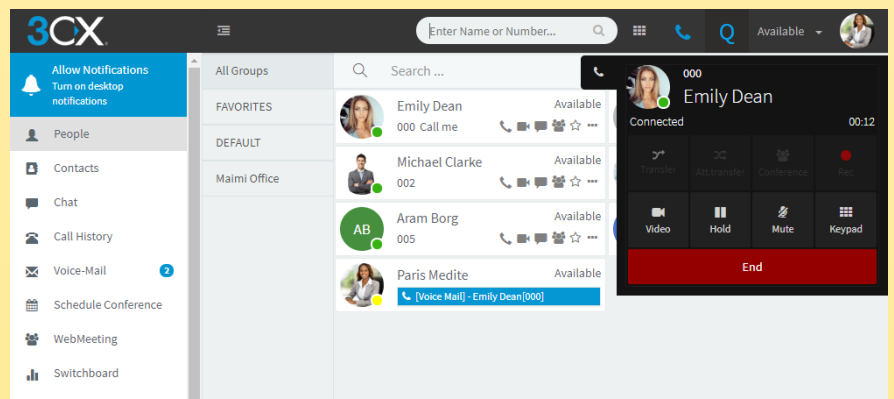 3CX
Enter Name or Number...
Q
Available
Allow Notifications
Turn on desktop
notifications
People
Contacts
Chat
Call History
Voice-Mail
2
Schedule Conference
WebMeeting
Switchboard
All Groups
FAVORITES
DEFAULT
Maimi Office
Search ...
Emily Dean
Available
000 Call me
Michael Clarke
Available
002
AB
Aram Borg
Available
005
Paris Medite
Available
[Voice Mail] - Emily Dean[000]
000
Emily Dean
Connected
00:12
Transfer
Att.transfer
Conference
Rec
Video
Hold
Mute
Keypad
End